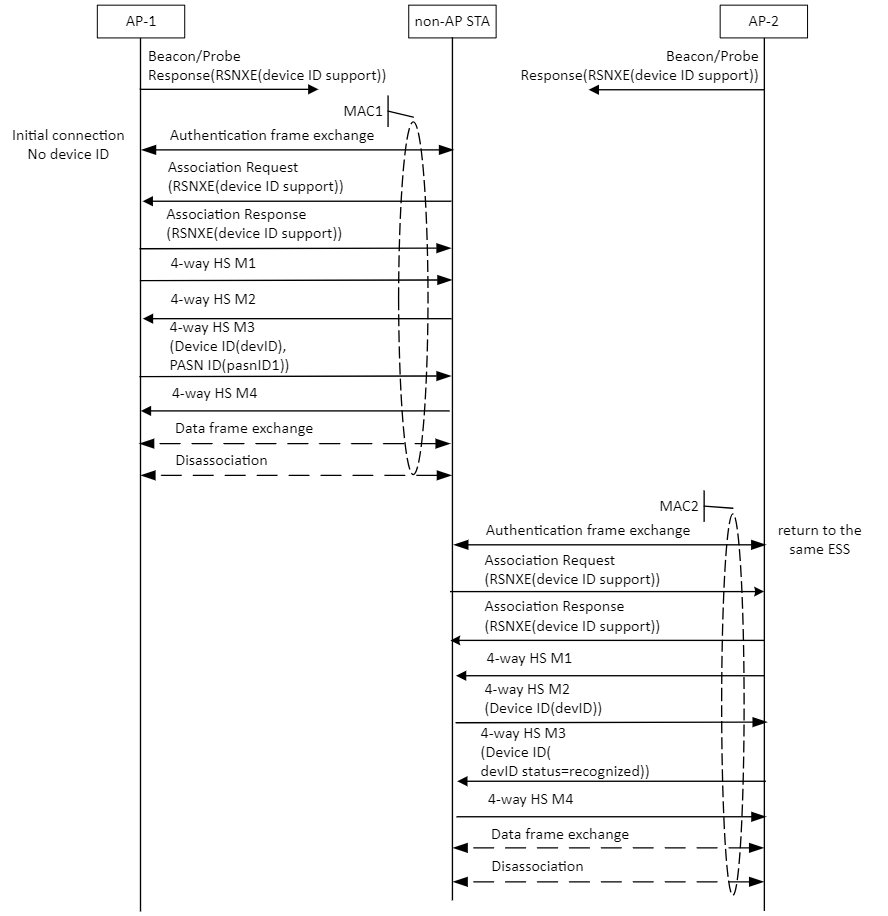 AP-1
non-AP STA
AP-2
Beacon/Probe
Response(RSNXE(device ID support))
Beacon/Probe
Response(RSNXE(device ID support))
MAC1
Initial connection
No device ID
Authentication frame exchange
Association Request
(RSNXE(device ID support))
Association Response
(RSNXE(device ID support))
4-way HS M1
4-way HS M2
4-way HS M3
(Device ID(devID),
PASN ID(pasnID1))
4-way HS M4
Data frame exchange
Disassociation
MAC2
Authentication frame exchange
return to the
same ESS
Association Request
(RSNXE(device ID support))
Association Response
(RSNXE(device ID support))
4-way HS M1
4-way HS M2
(Device ID(devID))
4-way HS M3
(Device ID(
devID status=recognized))
4-way HS M4
Data frame exchange
Disassociation